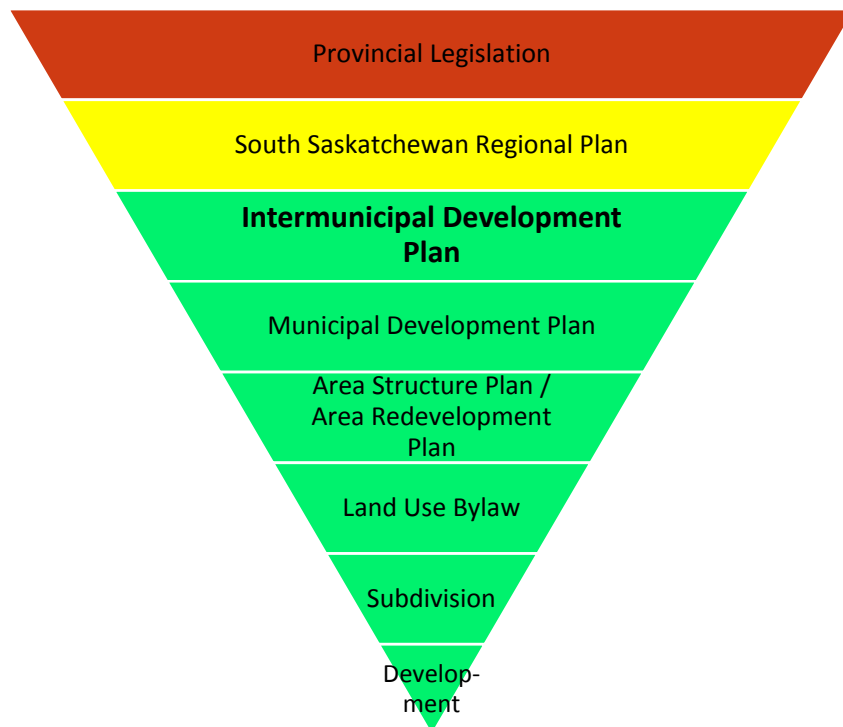 Provincial Legislation
South Saskatchewan Regional Plan
Intermunicipal Development
Plan
Municipal Development Plan
Area Structure Plan /
Area Redevelopment
Plan
Land Use Bylaw
Subdivision
Develop-
ment